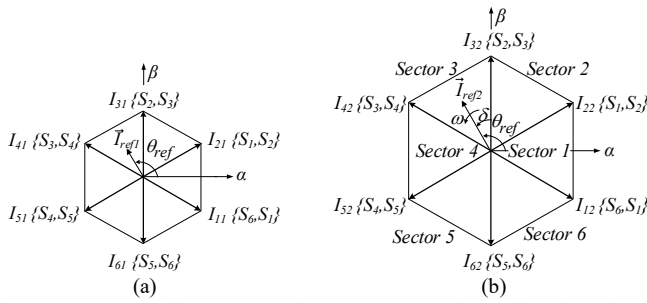 β
I31 {S2,S3}
I41 {S3,S4}
I⃗ref1
θref
I21 {S1,S2}
α
I51 {S4,S5}
I11 {S6,S1}
I61 {S5,S6}
(a)
β
I32 {S2,S3}
Sector 3
Sector 2
I⃗ref2
I42 {S3,S4}
I22 {S1,S2}
ω
δ
θref
Sector 4
Sector 1
α
I52 {S4,S5}
I12 {S6,S1}
Sector 5
Sector 6
I62 {S5,S6}
(b)